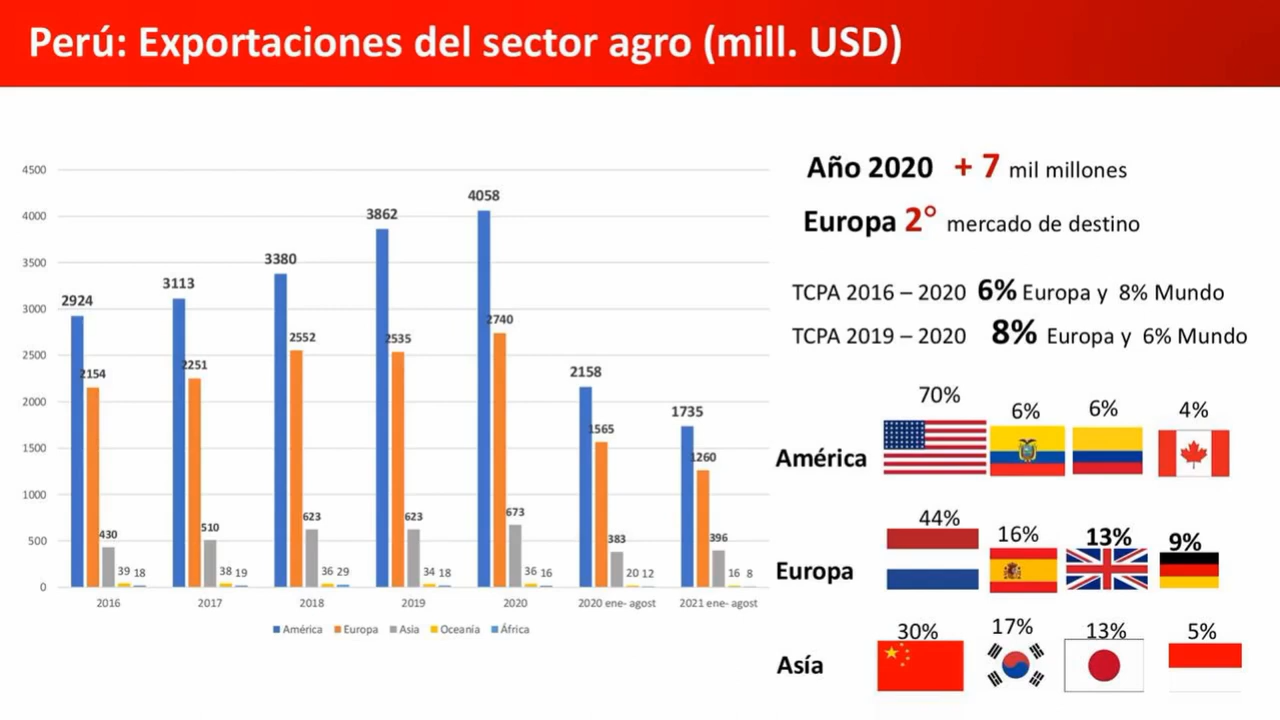 Perú: Exportaciones del sector agro (mill. USD)
4500
4000
3500
3000
2500
2000
1500
1000
500
0
2924
2154
430
39
18
3113
2251
510
38
19
3380
2552
623
36
29
3862
2535
623
34
18
4058
2740
673
36
16
2158
1565
383
20
12
1735
1260
396
16
8
2016
2017
2018
2019
2020
2020 ene- agost
2021 ene- agost
América
Europa
Asia
Oceanía
África
Año 2020 + 7 mil millones
Europa 2° mercado de destino
TCPA 2016 – 2020 6% Europa y 8% Mundo
TCPA 2019 – 2020 8% Europa y 6% Mundo
70% 6% 6% 4%
América
44% 16% 13% 9%
Europa
30% 17% 13% 5%
Asía